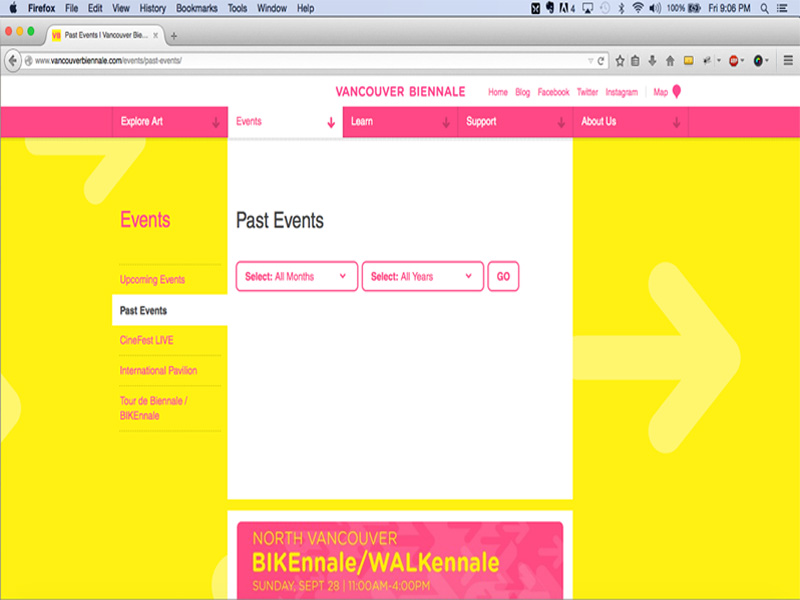 Firefox File Edit View History Bookmarks Tools Window Help 4 100% Fri 9:06 PM
VB Past Events | Vancouver Bie...
www.vancouverbiennale.com/events/past-events/
VANCOUVER BIENNALE Home Blog Facebook Twitter Instagram Map
Explore Art Events Learn Support About Us
Events
Upcoming Events
Past Events
CineFest LIVE
International Pavilion
Tour de Biennale /
BIKEnnale
Past Events
Select: All Months Select: All Years GO
NORTH VANCOUVER
BIKEnnale/WALKennale
SUNDAY, SEPT 28 | 11:00AM-4:00PM